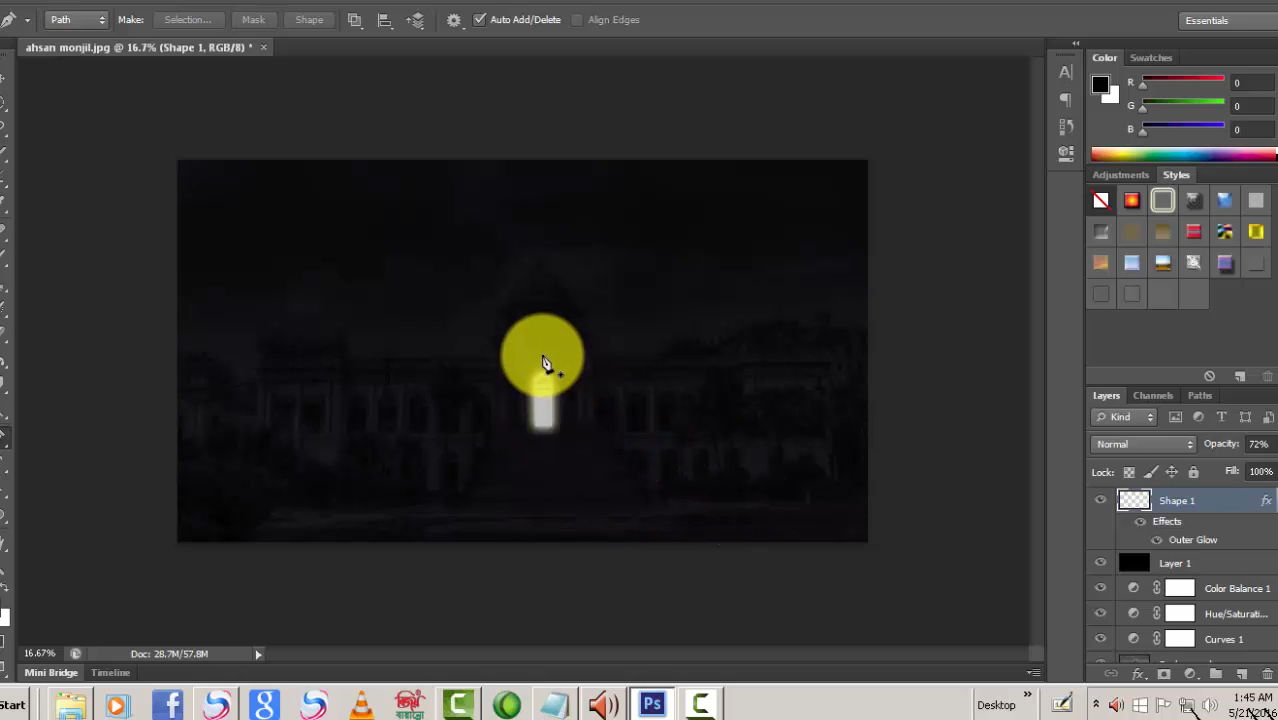 Path
Make:
Selection...
Mask
Shape
Auto Add/Delete
Align Edges
Essentials
ahsan monjil.jpg @ 16.7% (Shape 1, RGB/8) *
Color
Swatches
R
0
G
0
B
0
Adjustments
Styles
Layers
Channels
Paths
Kind
Normal
Opacity: 72%
Lock:
Fill: 100%
Shape 1
fx
Effects
Outer Glow
Layer 1
Color Balance 1
Hue/Saturati...
Curves 1
16.67%
Doc: 28.7M/57.8M
Mini Bridge
Timeline
Start
Desktop
1:45 AM